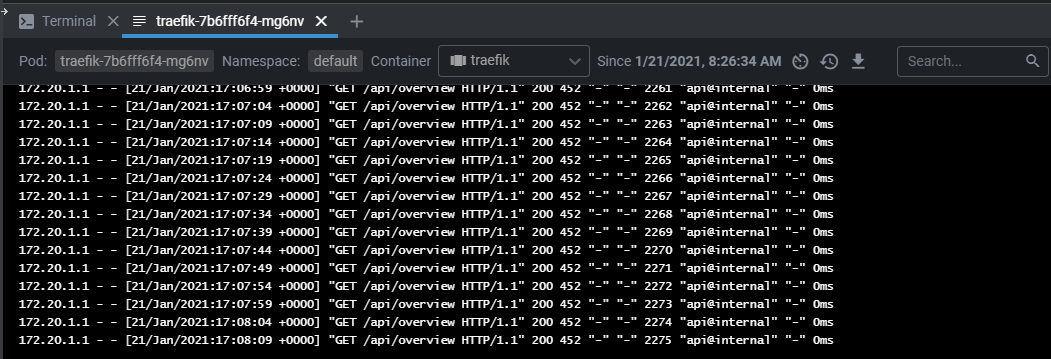 Terminal
traefik-7b6fff6f4-mg6nv
Pod: traefik-7b6fff6f4-mg6nv Namespace: default Container traefik Since 1/21/2021, 8:26:34 AM Search...
172.20.1.1 - - [21/Jan/2021:17:06:59 +0000] "GET /api/overview HTTP/1.1" 200 452 "-" "-" 2261 "api@internal" "-" 0ms
172.20.1.1 - - [21/Jan/2021:17:07:04 +0000] "GET /api/overview HTTP/1.1" 200 452 "-" "-" 2262 "api@internal" "-" 0ms
172.20.1.1 - - [21/Jan/2021:17:07:09 +0000] "GET /api/overview HTTP/1.1" 200 452 "-" "-" 2263 "api@internal" "-" 0ms
172.20.1.1 - - [21/Jan/2021:17:07:14 +0000] "GET /api/overview HTTP/1.1" 200 452 "-" "-" 2264 "api@internal" "-" 0ms
172.20.1.1 - - [21/Jan/2021:17:07:19 +0000] "GET /api/overview HTTP/1.1" 200 452 "-" "-" 2265 "api@internal" "-" 0ms
172.20.1.1 - - [21/Jan/2021:17:07:24 +0000] "GET /api/overview HTTP/1.1" 200 452 "-" "-" 2266 "api@internal" "-" 0ms
172.20.1.1 - - [21/Jan/2021:17:07:29 +0000] "GET /api/overview HTTP/1.1" 200 452 "-" "-" 2267 "api@internal" "-" 0ms
172.20.1.1 - - [21/Jan/2021:17:07:34 +0000] "GET /api/overview HTTP/1.1" 200 452 "-" "-" 2268 "api@internal" "-" 0ms
172.20.1.1 - - [21/Jan/2021:17:07:39 +0000] "GET /api/overview HTTP/1.1" 200 452 "-" "-" 2269 "api@internal" "-" 0ms
172.20.1.1 - - [21/Jan/2021:17:07:44 +0000] "GET /api/overview HTTP/1.1" 200 452 "-" "-" 2270 "api@internal" "-" 0ms
172.20.1.1 - - [21/Jan/2021:17:07:49 +0000] "GET /api/overview HTTP/1.1" 200 452 "-" "-" 2271 "api@internal" "-" 0ms
172.20.1.1 - - [21/Jan/2021:17:07:54 +0000] "GET /api/overview HTTP/1.1" 200 452 "-" "-" 2272 "api@internal" "-" 0ms
172.20.1.1 - - [21/Jan/2021:17:07:59 +0000] "GET /api/overview HTTP/1.1" 200 452 "-" "-" 2273 "api@internal" "-" 0ms
172.20.1.1 - - [21/Jan/2021:17:08:04 +0000] "GET /api/overview HTTP/1.1" 200 452 "-" "-" 2274 "api@internal" "-" 0ms
172.20.1.1 - - [21/Jan/2021:17:08:09 +0000] "GET /api/overview HTTP/1.1" 200 452 "-" "-" 2275 "api@internal" "-" 0ms